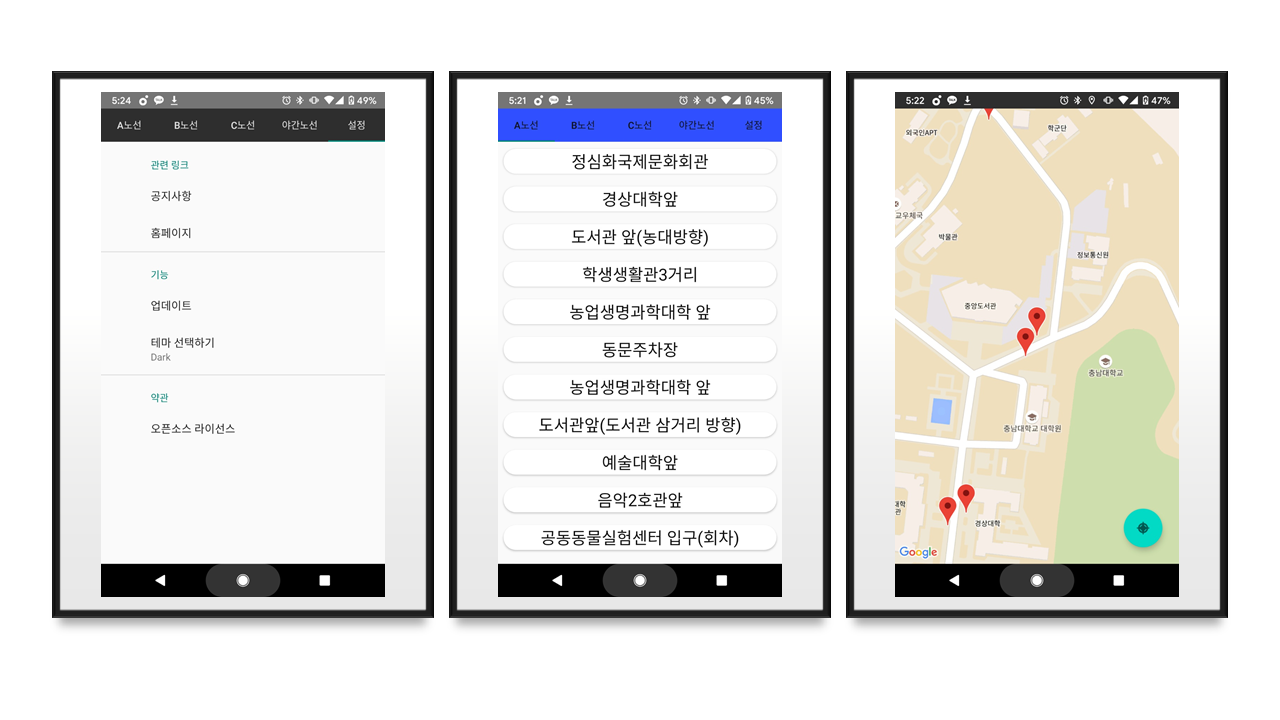 5:24 49%
A노선 B노선 C노선 야간노선 설정
관련 링크
공지사항
홈페이지
기능
업데이트
테마 선택하기
Dark
약관
오픈소스 라이선스
5:21 45%
A노선 B노선 C노선 야간노선 설정
정심화국제문화회관
경상대학앞
도서관 앞(농대방향)
학생생활관3거리
농업생명과학대학 앞
동문주차장
농업생명과학대학 앞
도서관앞(도서관 삼거리 방향)
예술대학앞
음악2호관앞
공동동물실험센터 입구(회차)
5:22 47%
외국인APT
학군단
교우체국
박물관
정보통신원
중앙도서관
충남대학교
충남대학교 대학원
대학
관
경상대학
Google